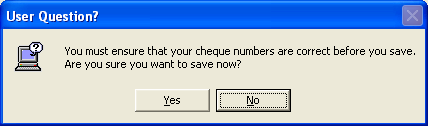 User Question?
You must ensure that your cheque numbers are correct before you save.
Are you sure you want to save now?
Yes
No